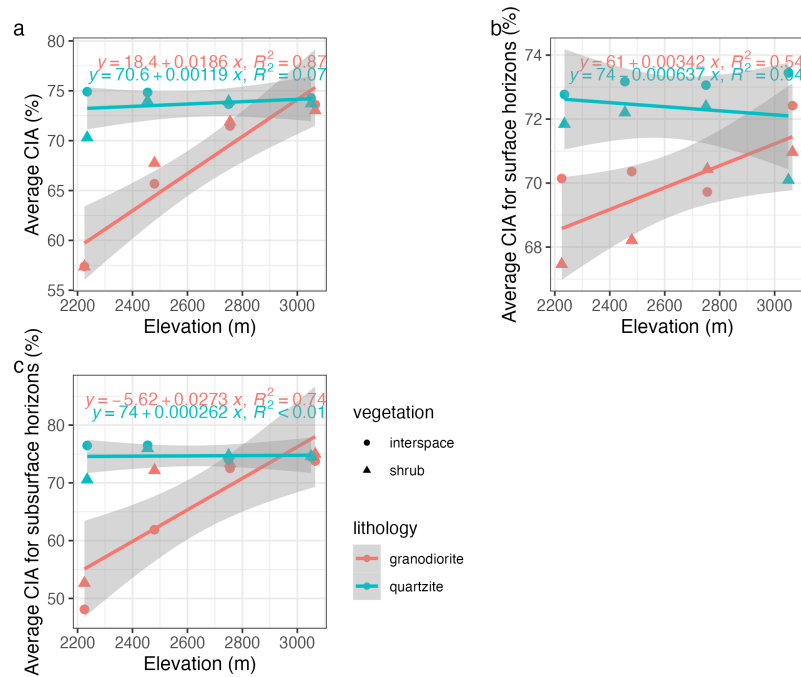 a
Average CIA (%)
80
75
70
65
60
55
y = 18.4 + 0.0186 x, R² = 0.87
y = 70.6 + 0.00119 x, R² = 0.07
2200 2400 2600 2800 3000
Elevation (m)
b
Average CIA for surface horizons (%)
74
72
70
68
y = 61 + 0.00342 x, R² = 0.54
y = 74 − 0.000637 x, R² =
2200 2400 2600 2800 3000
Elevation (m)
c
Average CIA for subsurface horizons (%)
80
70
60
50
y = −5.62 + 0.0273 x, R² = 0.74
y = 74 + 0.000262 x, R² < 0.01
2200 2400 2600 2800 3000
Elevation (m)
vegetation
interspace
shrub
lithology
granodiorite
quartzite